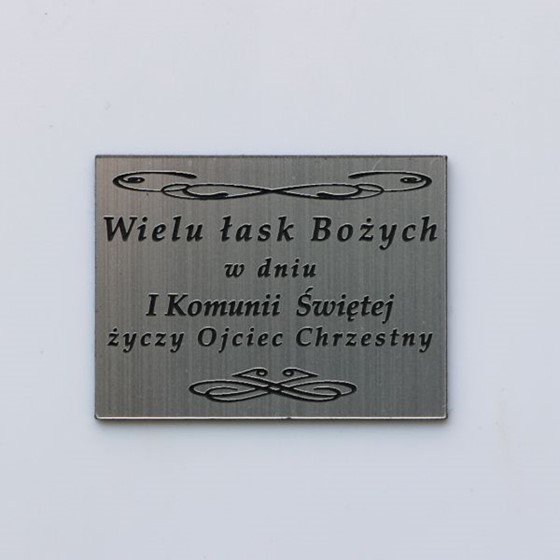 Wielu łask Bożych
w dniu
I Komunii Świętej
życzy Ojciec Chrzestny